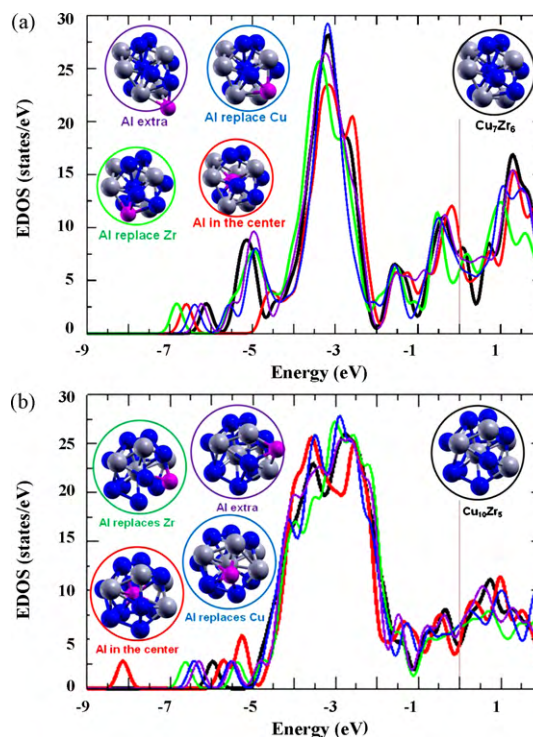 (a)
30
25
20
15
10
5
0
EDOS (states/eV)
Al extra
Al replace Cu
Cu7Zr6
Al replace Zr
Al in the center
-9 -7 -5 -3 -1 1
Energy (eV)
(b)
30
25
20
15
10
5
0
EDOS (states/eV)
Al replaces Zr
Al extra
Cu10Zr5
Al in the center
Al replaces Cu
-9 -7 -5 -3 -1 1
Energy (eV)